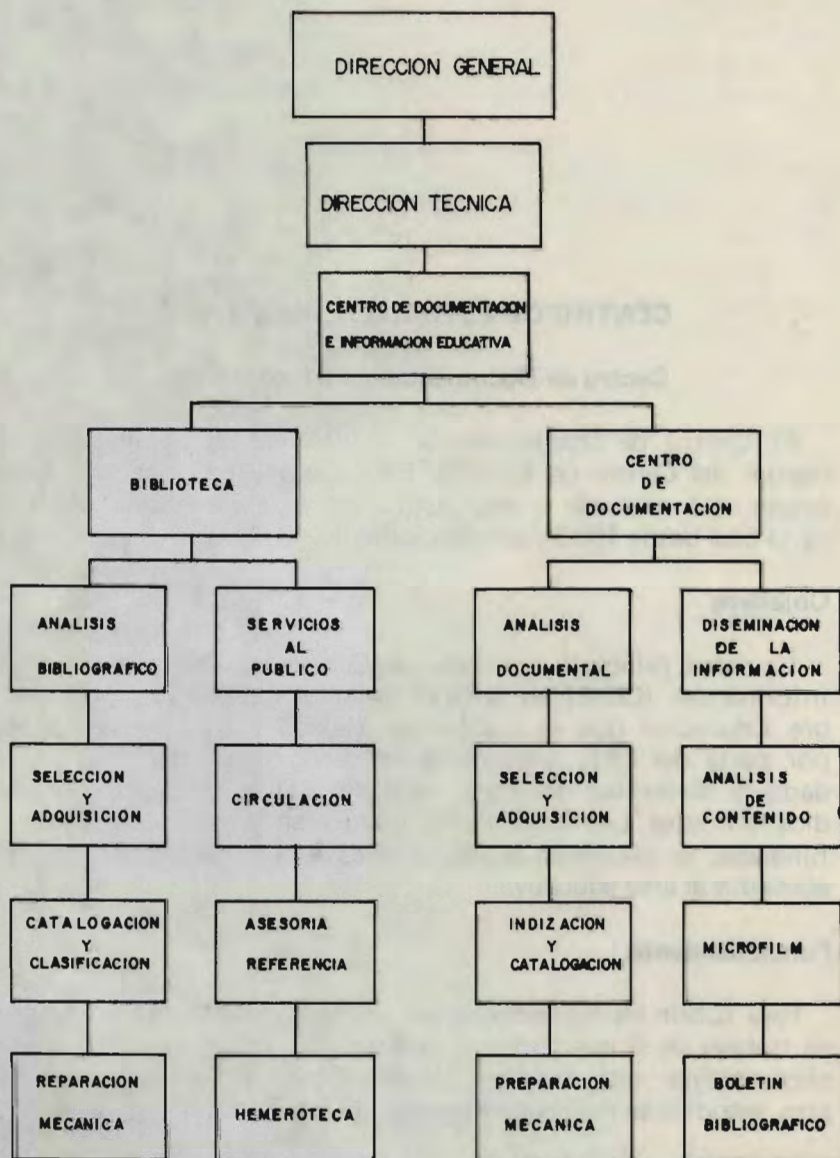 DIRECCION GENERAL
DIRECCION TECNICA
CENTRO DE DOCUMENTACION
E INFORMACION EDUCATIVA
BIBLIOTECA
CENTRO
DE
DOCUMENTACION
ANALISIS
BIBLIOGRAFICO
SERVICIOS
AL
PUBLICO
ANALISIS
DOCUMENTAL
DISEMINACION
DE LA
INFORMACION
SELECCION
Y
ADQUISICION
CIRCULACION
SELECCION
Y
ADQUISICION
ANALISIS
DE
CONTENIDO
CATALOGACION
Y
CLASIFICACION
ASESORIA
REFERENCIA
INDIZACION
Y
CATALOGACION
MICROFILM
REPARACION
MECANICA
HEMEROTECA
PREPARACION
MECANICA
BOLETIN
BIBLIOGRAFICO